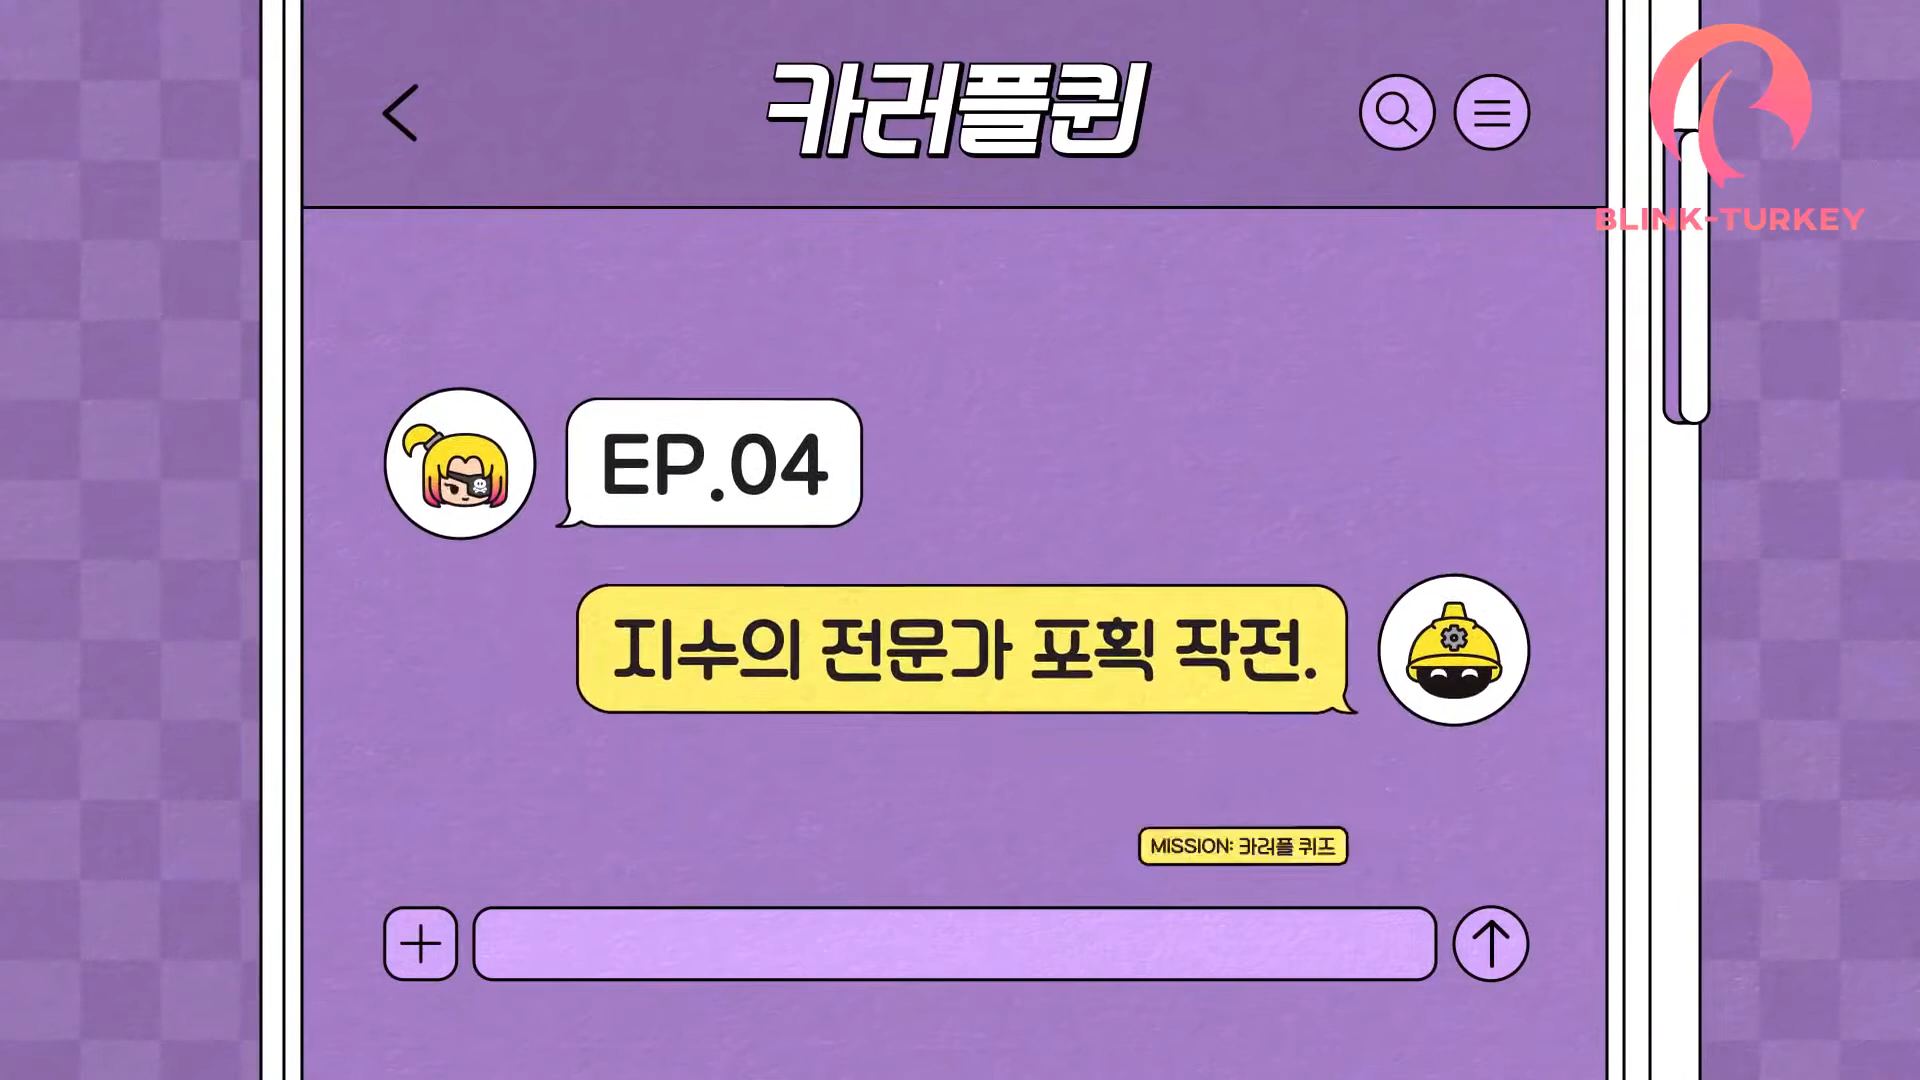 카러플퀸
BLINK-TURKEY
EP.04
지수의 전문가 포획 작전.
MISSION: 카러플 퀴즈